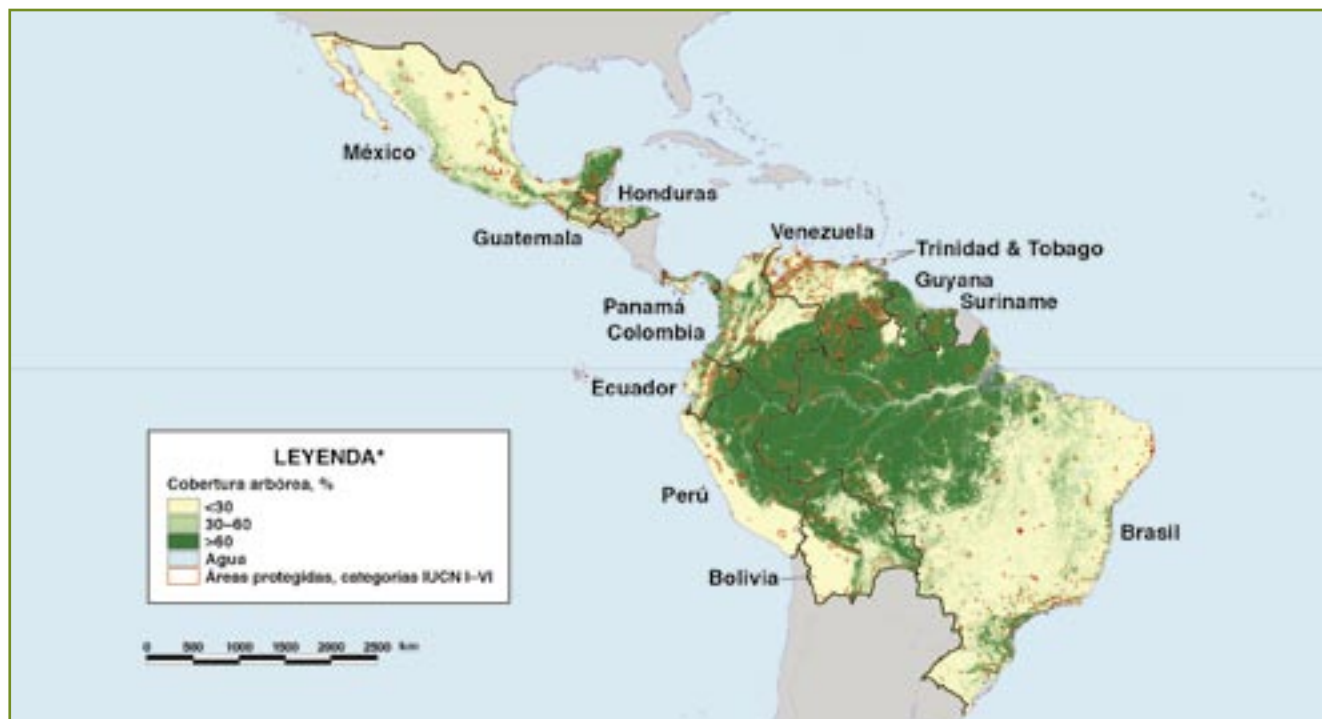 México
Honduras
Guatemala
Venezuela
Trinidad & Tobago
Guyana
Suriname
Panamá
Colombia
Ecuador
LEYENDA*
Cobertura arbórea, %
<30
30–60
>60
Agua
Áreas protegidas, categorías IUCN I–VI
Perú
Brasil
Bolivia
0 500 1000 1500 2000 2500 km